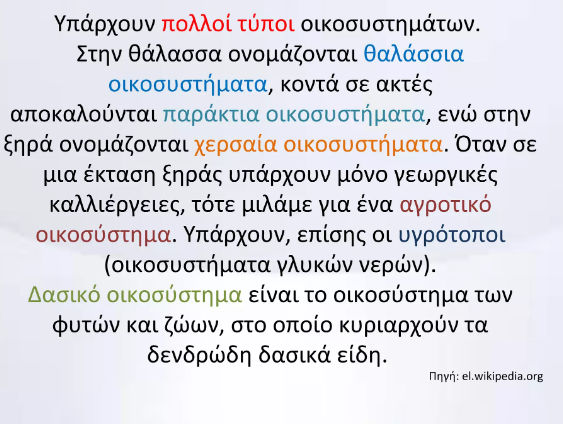 Υπάρχουν πολλοί τύποι οικοσυστημάτων.
Στην θάλασσα ονομάζονται θαλάσσια
οικοσυστήματα, κοντά σε ακτές
αποκαλούνται παράκτια οικοσυστήματα, ενώ στην
ξηρά ονομάζονται χερσαία οικοσυστήματα. Όταν σε
μια έκταση ξηράς υπάρχουν μόνο γεωργικές
καλλιέργειες, τότε μιλάμε για ένα αγροτικό
οικοσύστημα. Υπάρχουν, επίσης οι υγρότοποι
(οικοσυστήματα γλυκών νερών).
Δασικό οικοσύστημα είναι το οικοσύστημα των
φυτών και ζώων, στο οποίο κυριαρχούν τα
δενδρώδη δασικά είδη.
Πηγή: el.wikipedia.org